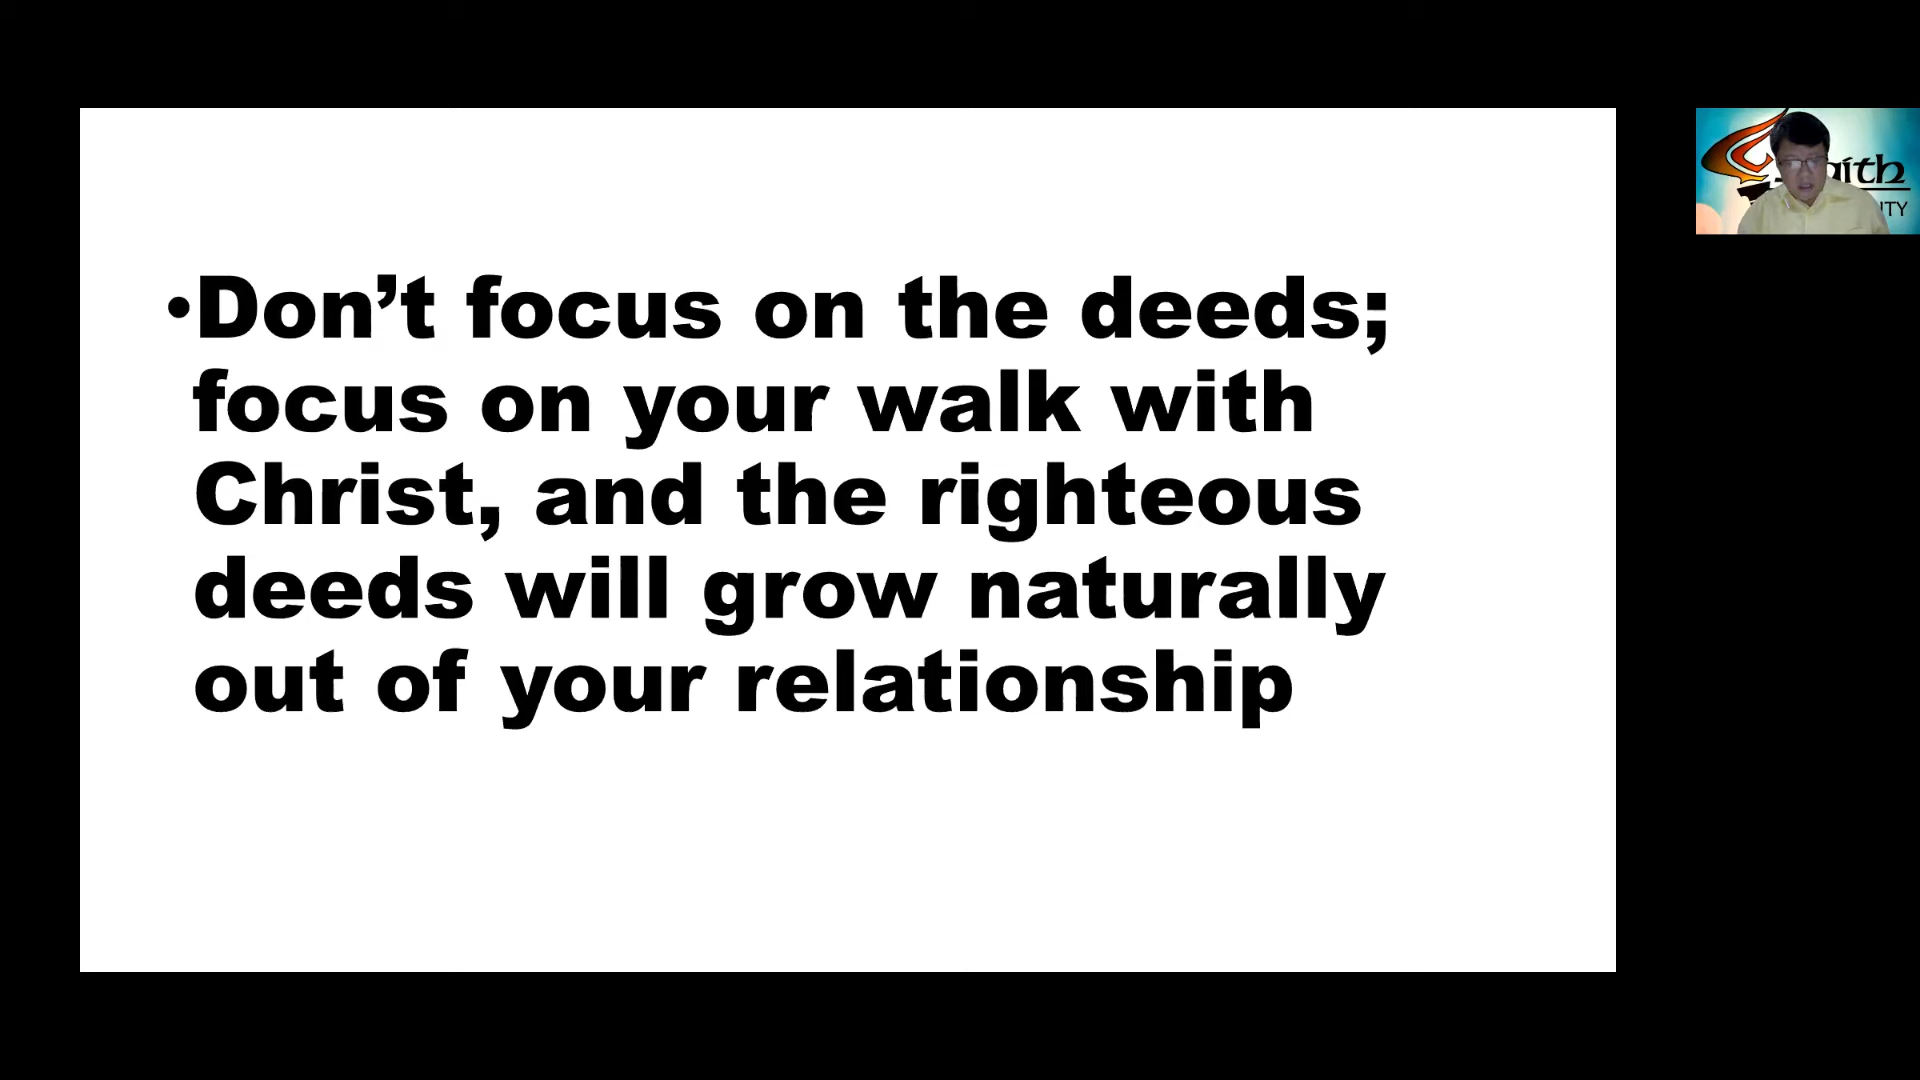 •Don’t focus on the deeds;
focus on your walk with
Christ, and the righteous
deeds will grow naturally
out of your relationship